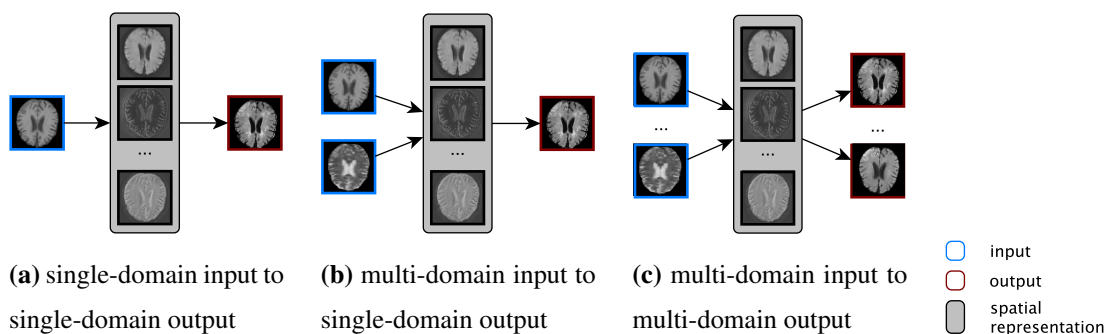 ...
...
...
...
...
(a) single-domain input to
single-domain output
(b) multi-domain input to
single-domain output
(c) multi-domain input to
multi-domain output
input
output
spatial
representation